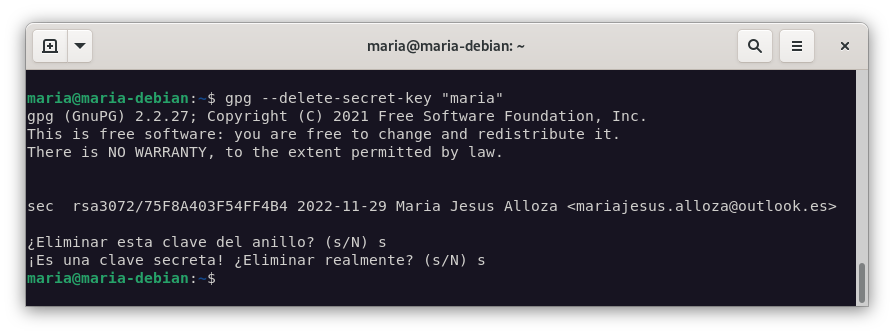 maria@maria-debian: ~
maria@maria-debian:~$ gpg --delete-secret-key "maria"
gpg (GnuPG) 2.2.27; Copyright (C) 2021 Free Software Foundation, Inc.
This is free software: you are free to change and redistribute it.
There is NO WARRANTY, to the extent permitted by law.
sec  rsa3072/75F8A403F54FF4B4 2022-11-29 Maria Jesus Alloza <mariajesus.alloza@outlook.es>
¿Eliminar esta clave del anillo? (s/N) s
¡Es una clave secreta! ¿Eliminar realmente? (s/N) s
maria@maria-debian:~$